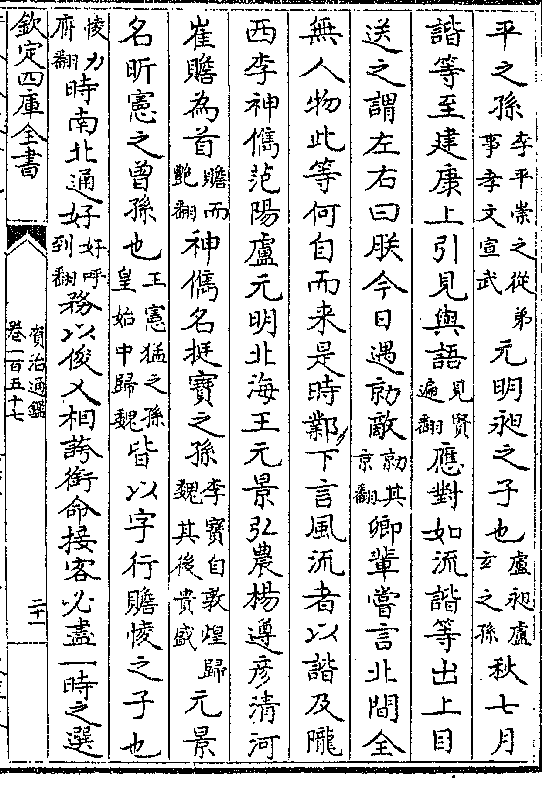 平之孫李平崇之從弟事孝文宣武元明昶之子也盧昶盧玄之孫秋七月
諧等至建康上引見與語見賢遍翻應對如流諧等出上目
送之謂左右曰朕今日遇勍敵勍其京翻卿輩嘗言北間全
無人物此等何自而来是時鄴下言風流者以諧及隴
西李神儁范陽盧元明北海王元景弘農楊遵彦清河
崔贍為首贍而艶翻神儁名挺寶之孫李寶自敦煌歸魏其後貴盛元景
名昕憲之曾孫也王憲猛之孫皇始中歸魏皆以字行贍㥄之子也
㥄力膺翻時南北通好好呼到翻務以俊乂相誇銜命接客必盡一時之選
欽定四庫全書
資治通鑑
卷一百五十七
二十一